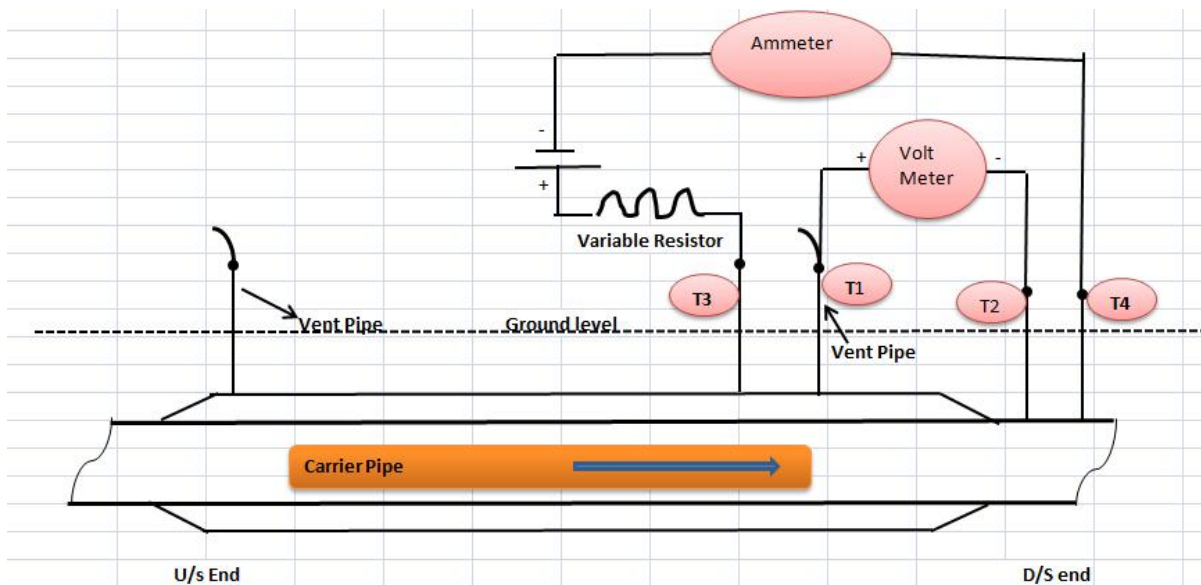 Ammeter
-
+
Volt
Meter
-
+
Variable Resistor
T3
T1
T2
T4
Vent Pipe
Ground level
Vent Pipe
Carrier Pipe
U/s End
D/S end